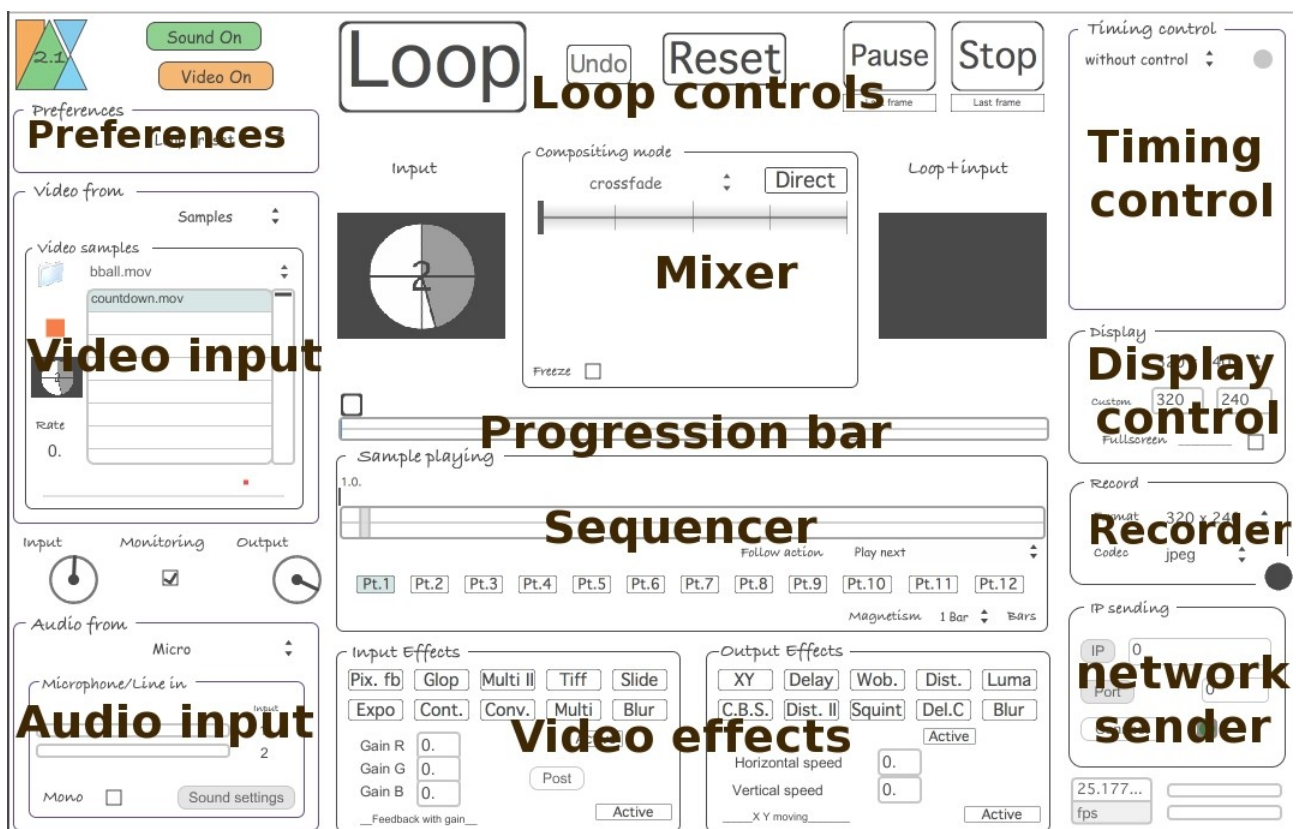 2.1
Sound On
Video On
Loop
Undo
Reset
Pause
Stop
Last frame
Loop controls
Timing control
without control
Timing control
Preferences
Preferences
Video from
Samples
Video samples
bball.mov
countdown.mov
Video input
2
Rate
0.
Input
2
Compositing mode
crossfade
Direct
Mixer
Freeze
Loop+input
Display
Display control
Custom
320
240
Fullscreen
Progression bar
Sample playing
1.0.
Sequencer
Follow action
Play next
Pt.1 Pt.2 Pt.3 Pt.4 Pt.5 Pt.6 Pt.7 Pt.8 Pt.9 Pt.10 Pt.11 Pt.12
Magnetism 1 Bar Bars
Record
Format 320 x 240
Recorder
Codec jpeg
Input Monitoring Output
Audio from
Micro
Microphone/Line in
Input
Audio input
2
Mono
Sound settings
Input Effects
Pix. fb Glop Multi II Tiff Slide
Expo Cont. Conv. Multi Blur
Gain R 0.
Gain G 0.
Gain B 0.
Post
__Feedback with gain__
Active
Video effects
Output Effects
XY Delay Wob. Dist. Luma
C.B.S. Dist. II Squint Del.C Blur
Active
Horizontal speed 0.
Vertical speed 0.
_____X Y moving_______
Active
IP sending
IP 0
Port 0
network sender
25.177...
fps